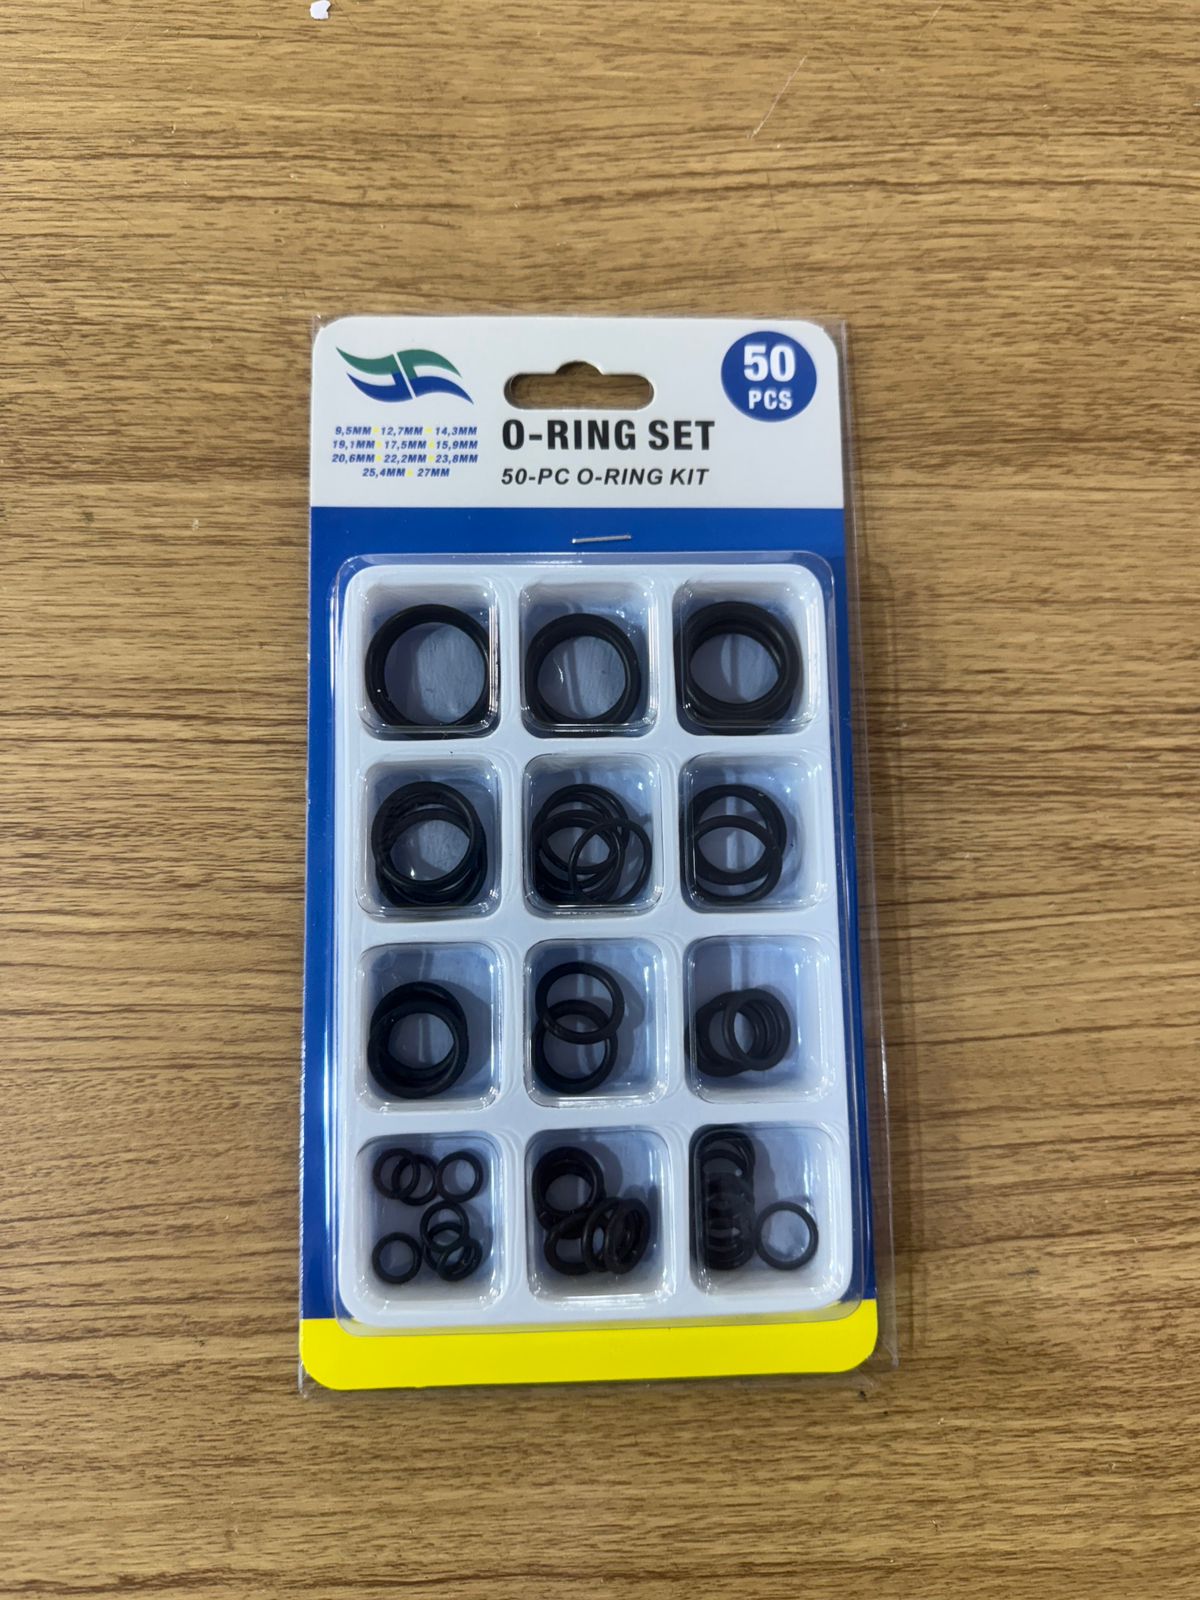 50
PCS
O-RING SET
50-PC O-RING KIT
9,5MM 12,7MM 14,3MM
19,1MM 17,5MM 15,9MM
20,6MM 22,2MM 23,8MM
25,4MM 27MM